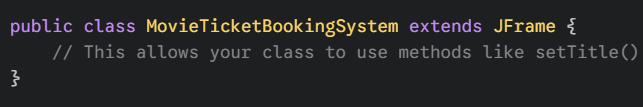 public class MovieTicketBookingSystem extends JFrame {
    // This allows your class to use methods like setTitle()
}